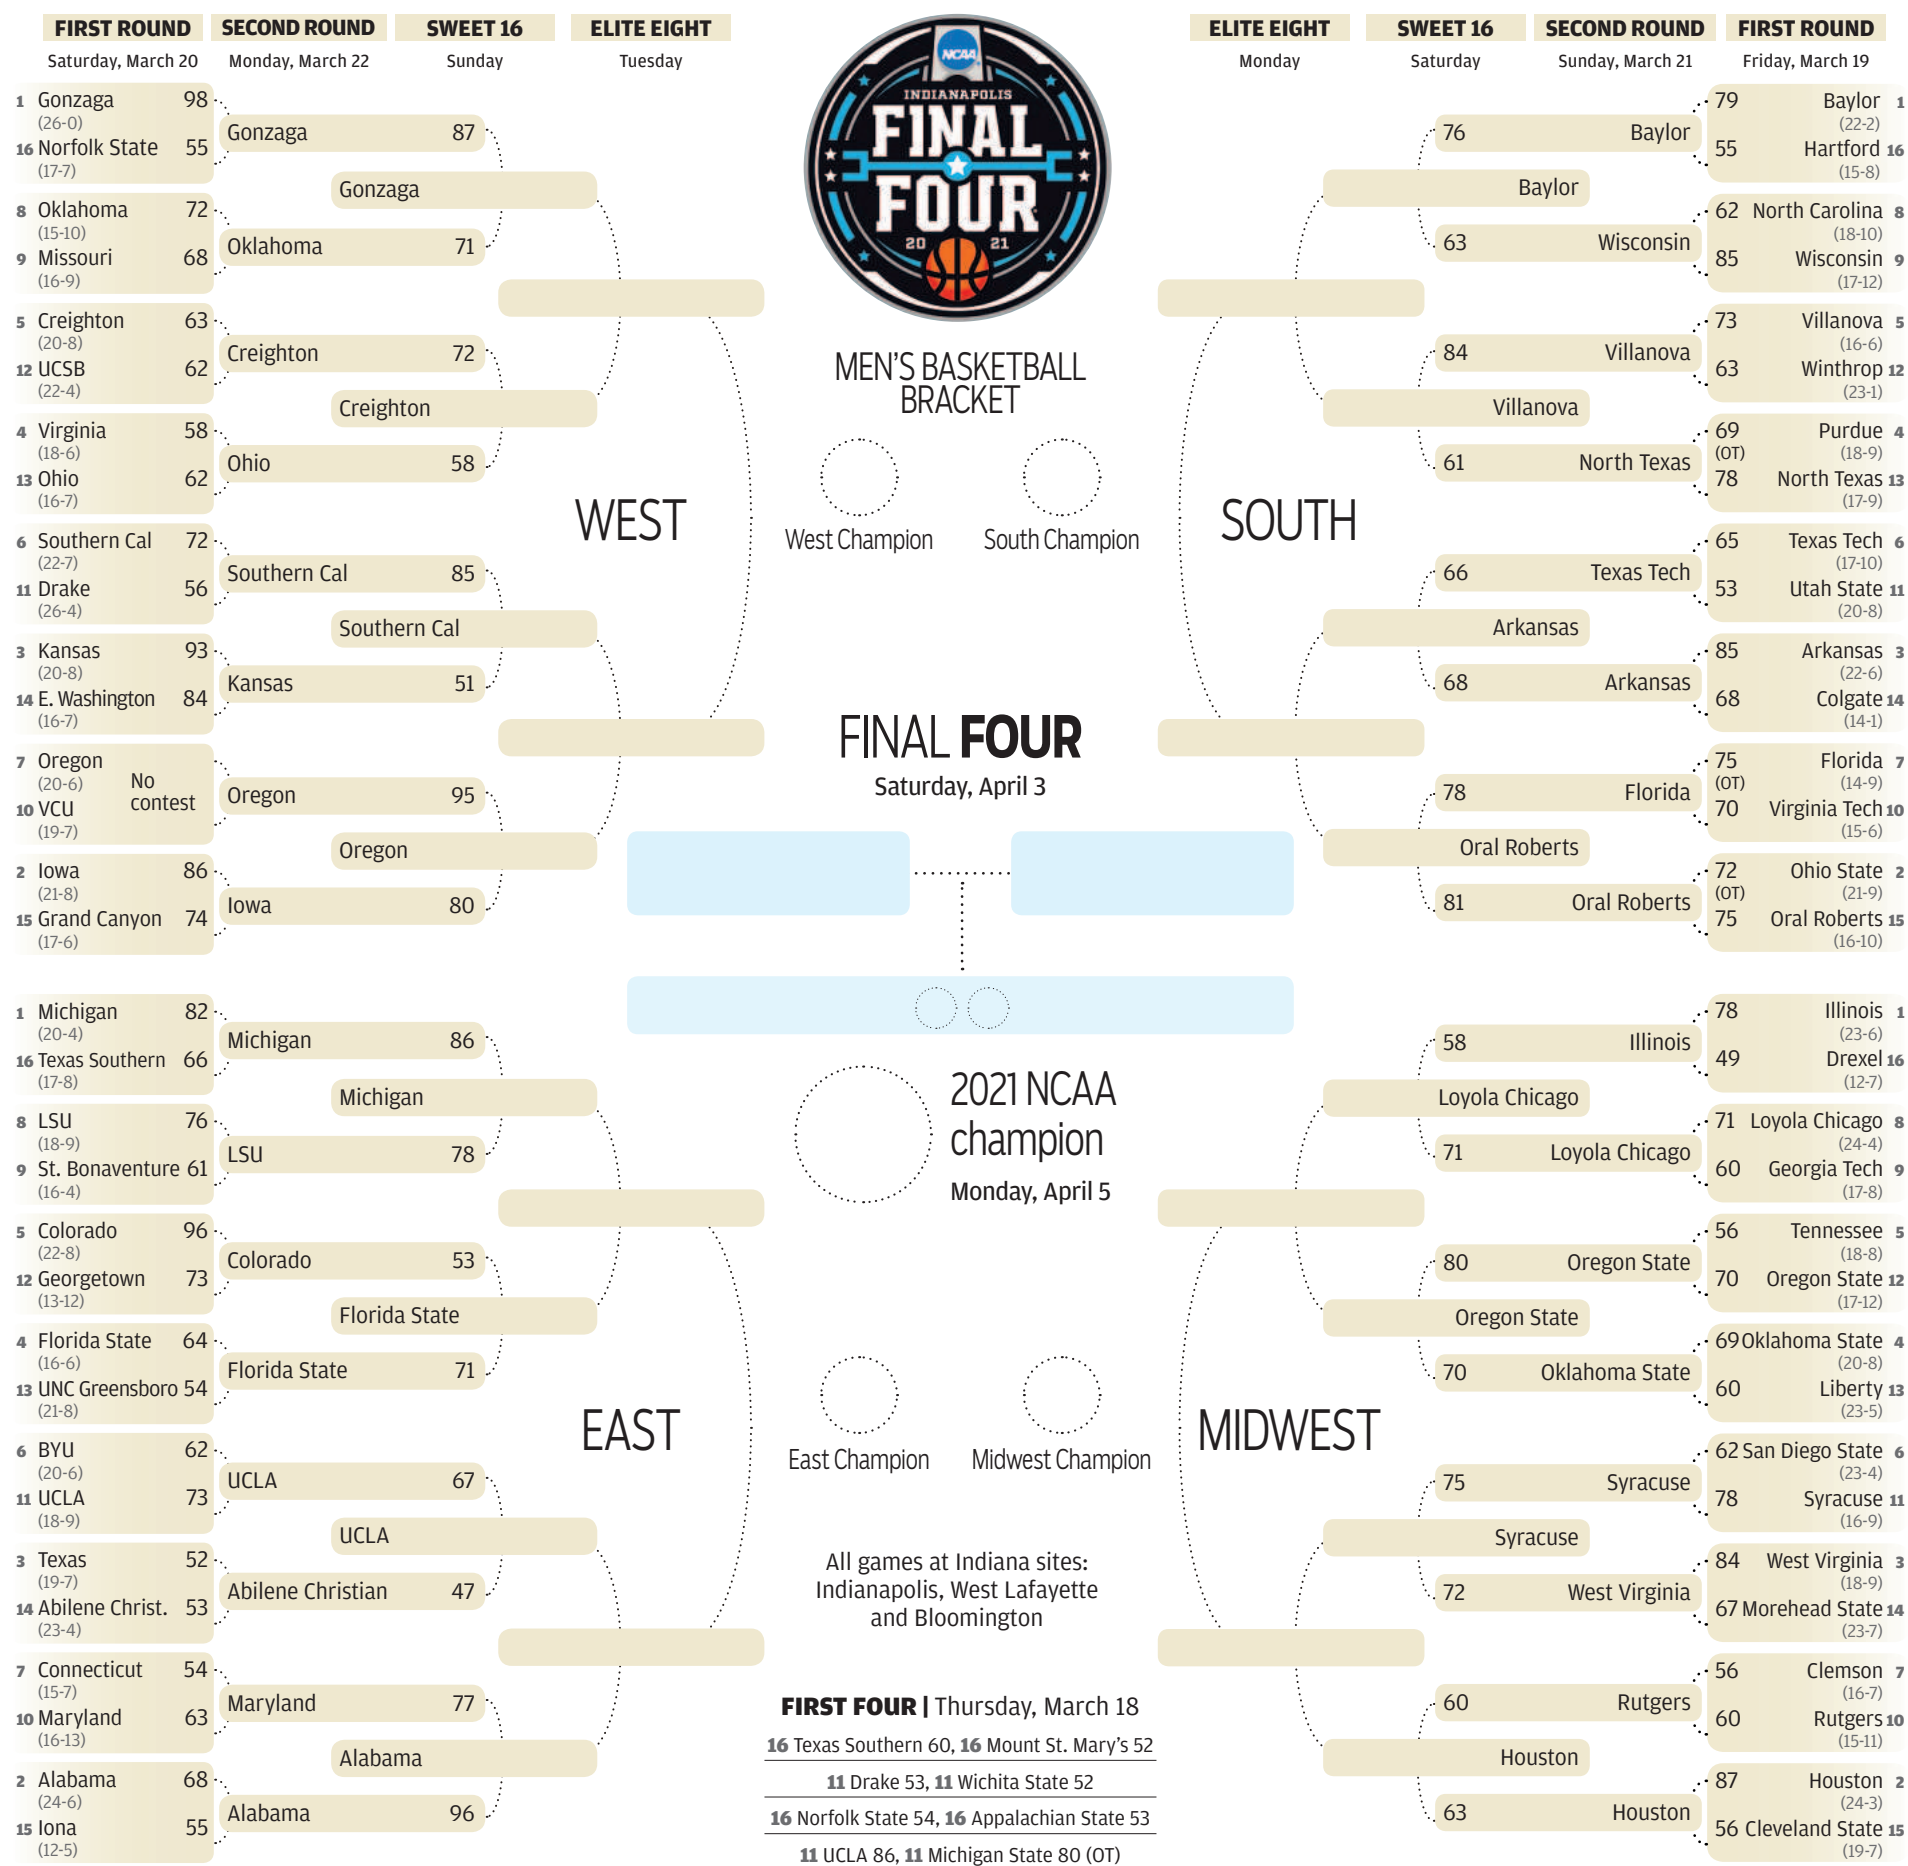 FIRST ROUND
Saturday, March 20
SECOND ROUND
Monday, March 22
SWEET 16
Sunday
ELITE EIGHT
Tuesday
1 Gonzaga 98
(26-0)
16 Norfolk State 55
(17-7)
8 Oklahoma 72
(15-10)
9 Missouri 68
(16-9)
5 Creighton 63
(20-8)
12 UCSB 62
(22-4)
4 Virginia 58
(18-6)
13 Ohio 62
(16-7)
6 Southern Cal 72
(22-7)
11 Drake 56
(26-4)
3 Kansas 93
(20-8)
14 E. Washington 84
(16-7)
7 Oregon
(20-6)
10 VCU
(19-7)
No
contest
2 Iowa 86
(21-8)
15 Grand Canyon 74
(17-6)
Gonzaga 87
Oklahoma 71
Creighton 72
Ohio 58
Southern Cal 85
Kansas 51
Oregon 95
Iowa 80
Gonzaga
Creighton
Southern Cal
Oregon
WEST
1 Michigan 82
(20-4)
16 Texas Southern 66
(17-8)
8 LSU 76
(18-9)
9 St. Bonaventure 61
(16-4)
5 Colorado 96
(22-8)
12 Georgetown 73
(13-12)
4 Florida State 64
(16-6)
13 UNC Greensboro 54
(21-8)
6 BYU 62
(20-6)
11 UCLA 73
(18-9)
3 Texas 52
(19-7)
14 Abilene Christ. 53
(23-4)
7 Connecticut 54
(15-7)
10 Maryland 63
(16-13)
2 Alabama 68
(24-6)
15 Iona 55
(12-5)
Michigan 86
LSU 78
Colorado 53
Florida State 71
UCLA 67
Abilene Christian 47
Maryland 77
Alabama 96
Michigan
Florida State
UCLA
Alabama
EAST
NCAA
INDIANAPOLIS
FINAL
FOUR
20 21
MEN'S BASKETBALL
BRACKET
West Champion
South Champion
FINAL FOUR
Saturday, April 3
2021 NCAA
champion
Monday, April 5
East Champion
Midwest Champion
All games at Indiana sites:
Indianapolis, West Lafayette
and Bloomington
FIRST FOUR | Thursday, March 18
16 Texas Southern 60, 16 Mount St. Mary's 52
11 Drake 53, 11 Wichita State 52
16 Norfolk State 54, 16 Appalachian State 53
11 UCLA 86, 11 Michigan State 80 (OT)
ELITE EIGHT
Monday
SWEET 16
Saturday
SECOND ROUND
Sunday, March 21
FIRST ROUND
Friday, March 19
SOUTH
Baylor
Villanova
Arkansas
Oral Roberts
76 Baylor
63 Wisconsin
84 Villanova
61 North Texas
66 Texas Tech
68 Arkansas
78 Florida
81 Oral Roberts
79 Baylor 1
(22-2)
55 Hartford 16
(15-8)
62 North Carolina 8
(18-10)
85 Wisconsin 9
(17-12)
73 Villanova 5
(16-6)
63 Winthrop 12
(23-1)
69 Purdue 4
(OT) (18-9)
78 North Texas 13
(17-9)
65 Texas Tech 6
(17-10)
53 Utah State 11
(20-8)
85 Arkansas 3
(22-6)
68 Colgate 14
(14-1)
75 Florida 7
(OT) (14-9)
70 Virginia Tech 10
(15-6)
72 Ohio State 2
(OT) (21-9)
75 Oral Roberts 15
(16-10)
MIDWEST
Loyola Chicago
Oregon State
Syracuse
Houston
58 Illinois
71 Loyola Chicago
80 Oregon State
70 Oklahoma State
75 Syracuse
72 West Virginia
60 Rutgers
63 Houston
78 Illinois 1
(23-6)
49 Drexel 16
(12-7)
71 Loyola Chicago 8
(24-4)
60 Georgia Tech 9
(17-8)
56 Tennessee 5
(18-8)
70 Oregon State 12
(17-12)
69 Oklahoma State 4
(20-8)
60 Liberty 13
(23-5)
62 San Diego State 6
(23-4)
78 Syracuse 11
(16-9)
84 West Virginia 3
(18-9)
67 Morehead State 14
(23-7)
56 Clemson 7
(16-7)
60 Rutgers 10
(15-11)
87 Houston 2
(24-3)
56 Cleveland State 15
(19-7)